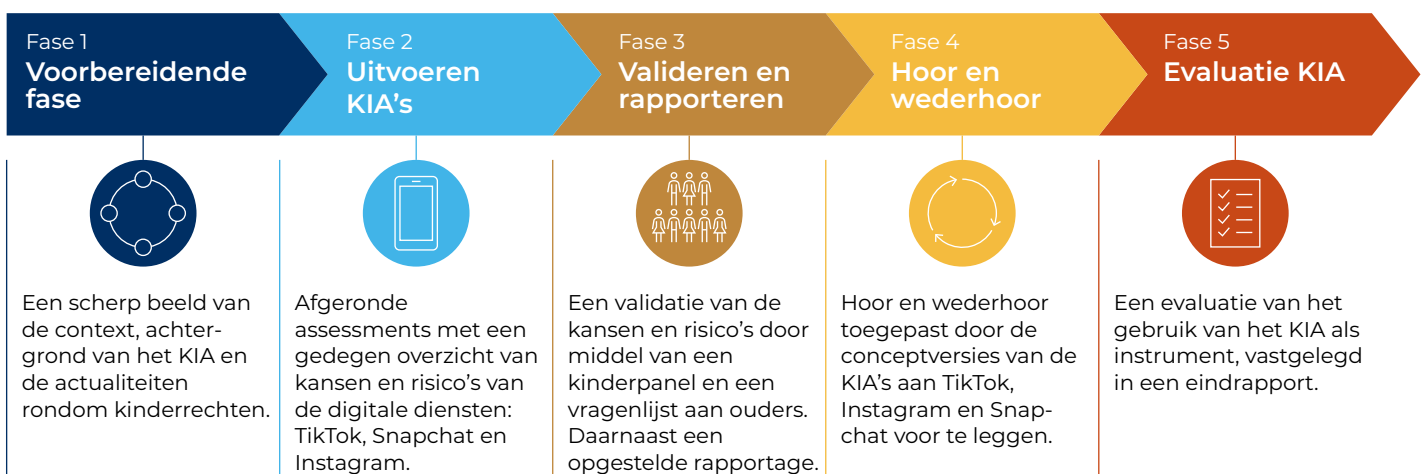 Fase 1
Voorbereidende
fase
Een scherp beeld van
de context, achter-
grond van het KIA en
de actualiteiten
rondom kinderrechten.
Fase 2
Uitvoeren
KIA's
Afgeronde
assessments met een
gedegen overzicht van
kansen en risico's van
de digitale diensten:
TikTok, Snapchat en
Instagram.
Fase 3
Valideren en
rapporteren
Een validatie van de
kansen en risico's door
middel van een
kinderpanel en een
vragenlijst aan ouders.
Daarnaast een
opgestelde rapportage.
Fase 4
Hoor en
wederhoor
Hoor en wederhoor
toegepast door de
conceptversies van de
KIA's aan TikTok,
Instagram en Snap-
chat voor te leggen.
Fase 5
Evaluatie KIA
Een evaluatie van het
gebruik van het KIA als
instrument, vastgelegd
in een eindrapport.